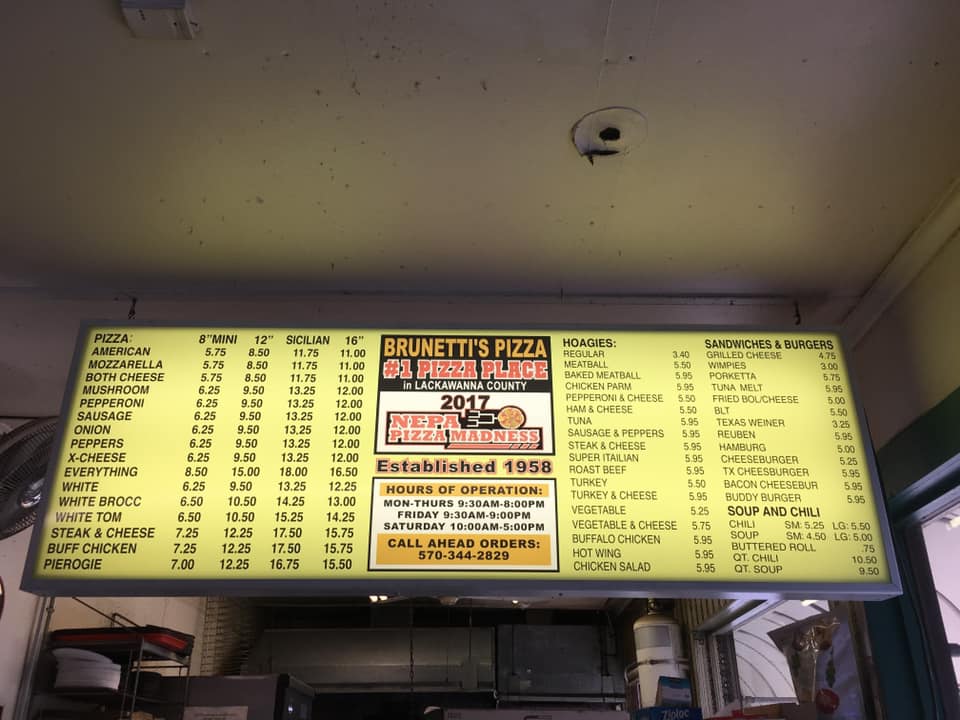 PIZZA: 8"MINI 12" SICILIAN 16"
AMERICAN 5.75 8.50 11.75 11.00
MOZZARELLA 5.75 8.50 11.75 11.00
BOTH CHEESE 5.75 8.50 11.75 11.00
MUSHROOM 6.25 9.50 13.25 12.00
PEPPERONI 6.25 9.50 13.25 12.00
SAUSAGE 6.25 9.50 13.25 12.00
ONION 6.25 9.50 13.25 12.00
PEPPERS 6.25 9.50 13.25 12.00
X-CHEESE 6.25 9.50 13.25 12.00
EVERYTHING 8.50 15.00 18.00 16.50
WHITE 6.25 9.50 13.25 12.25
WHITE BROCC 6.50 10.50 14.25 13.00
WHITE TOM 6.50 10.50 15.25 14.25
STEAK & CHEESE 7.25 12.25 17.50 15.75
BUFF CHICKEN 7.25 12.25 17.50 15.75
PIEROGIE 7.00 12.25 16.75 15.50
BRUNETTI'S PIZZA
#1 PIZZA PLACE
in LACKAWANNA COUNTY
2017
NEPA
PIZZA MADNESS
Established 1958
HOURS OF OPERATION:
MON-THURS 9:30AM-8:00PM
FRIDAY 9:30AM-9:00PM
SATURDAY 10:00AM-5:00PM
CALL AHEAD ORDERS:
570-344-2829
HOAGIES:
REGULAR 3.40
MEATBALL 5.50
BAKED MEATBALL 5.95
CHICKEN PARM 5.95
PEPPERONI & CHEESE 5.50
HAM & CHEESE 5.50
TUNA 5.95
SAUSAGE & PEPPERS 5.95
STEAK & CHEESE 5.95
SUPER ITAILIAN 5.95
ROAST BEEF 5.95
TURKEY 5.50
TURKEY & CHEESE 5.95
VEGETABLE 5.25
VEGETABLE & CHEESE 5.75
BUFFALO CHICKEN 5.95
HOT WING 5.95
CHICKEN SALAD 5.95
SANDWICHES & BURGERS
GRILLED CHEESE 4.75
WIMPIES 3.00
PORKETTA 5.75
TUNA MELT 5.95
FRIED BOL/CHEESE 5.00
BLT 5.50
TEXAS WEINER 3.25
REUBEN 5.95
HAMBURG 5.00
CHEESEBURGER 5.25
TX CHEESBURGER 5.95
BACON CHEESEBUR 5.95
BUDDY BURGER 5.95
SOUP AND CHILI
CHILI SM: 5.25 LG: 5.50
SOUP SM: 4.50 LG: 5.00
BUTTERED ROLL .75
QT. CHILI 10.50
QT. SOUP 9.50
Ziploc